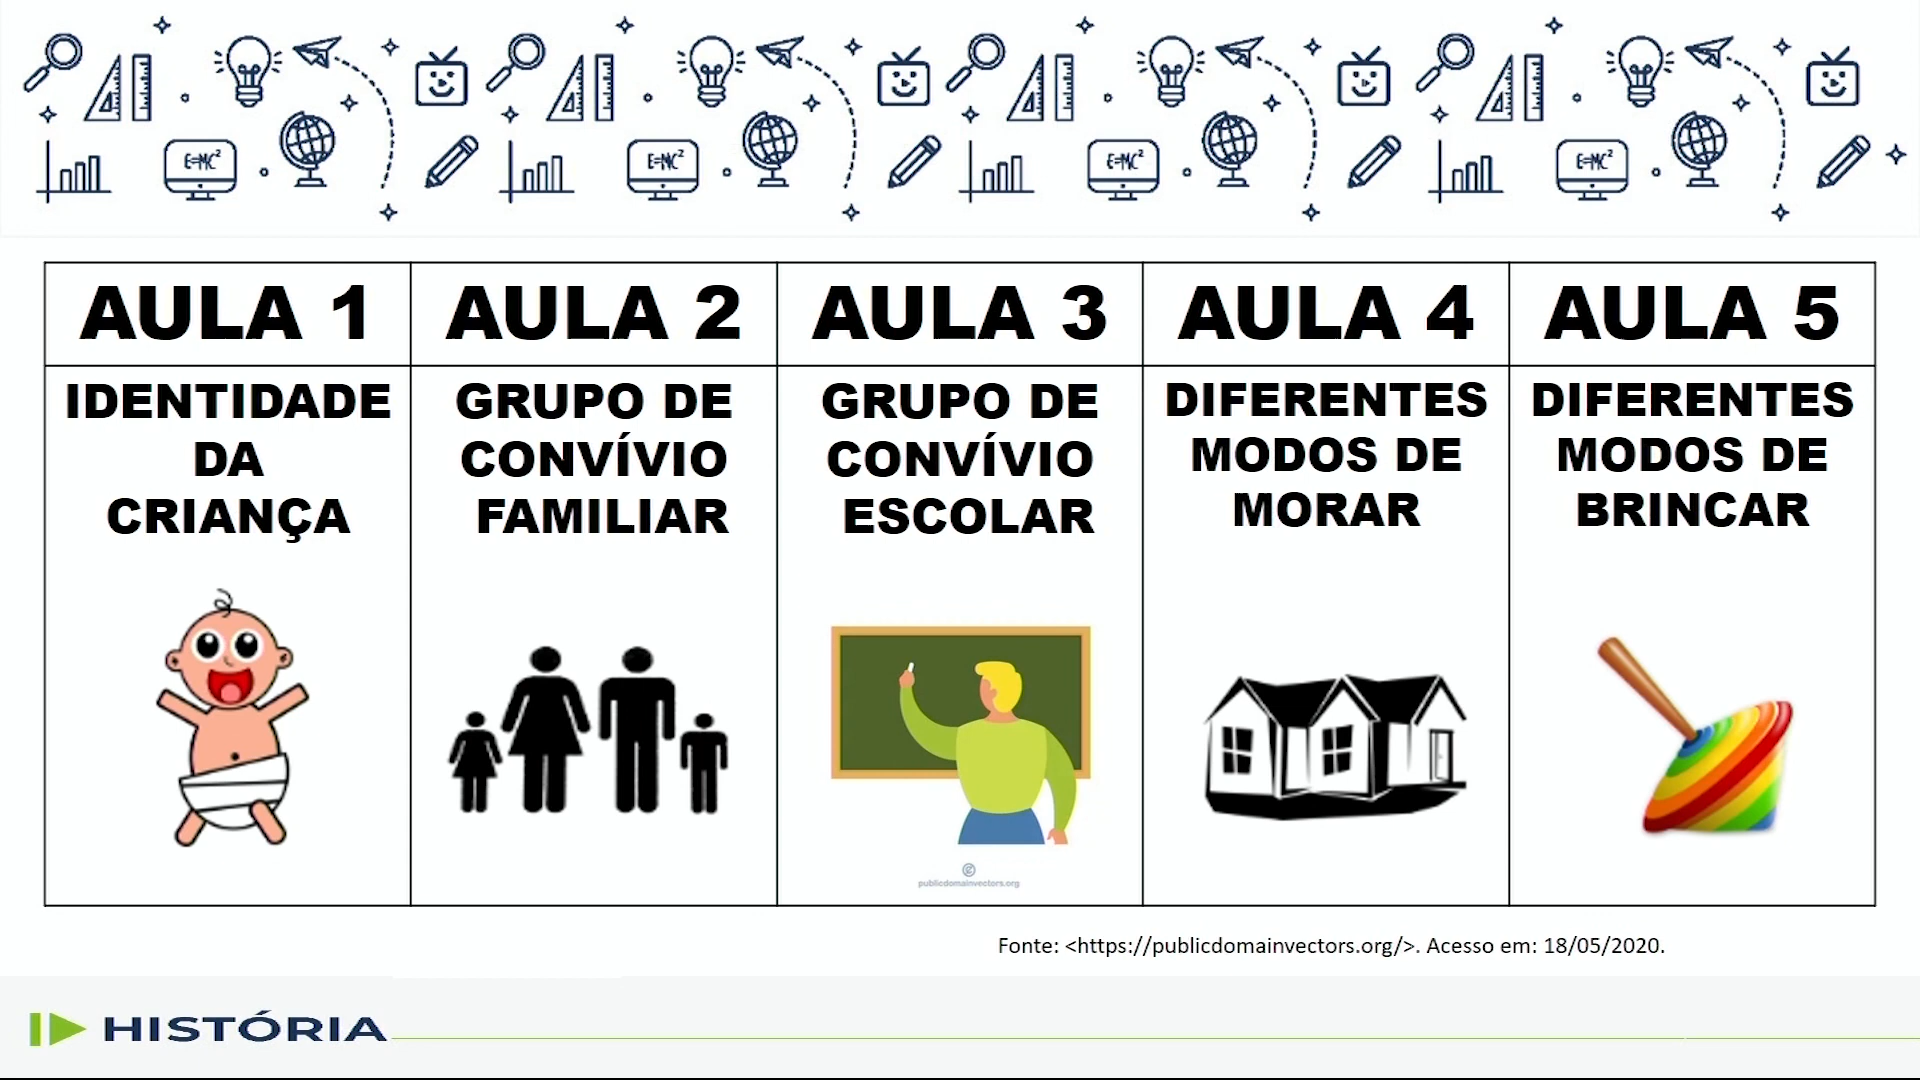 E=MC²
E=MC²
E=MC²
E=MC²
AULA 1
AULA 2
AULA 3
AULA 4
AULA 5
IDENTIDADE
DA
CRIANÇA
GRUPO DE
CONVÍVIO
FAMILIAR
GRUPO DE
CONVÍVIO
ESCOLAR
DIFERENTES
MODOS DE
MORAR
DIFERENTES
MODOS DE
BRINCAR
publicdomainvectors.org
Fonte: <https://publicdomainvectors.org/>. Acesso em: 18/05/2020.
HISTÓRIA